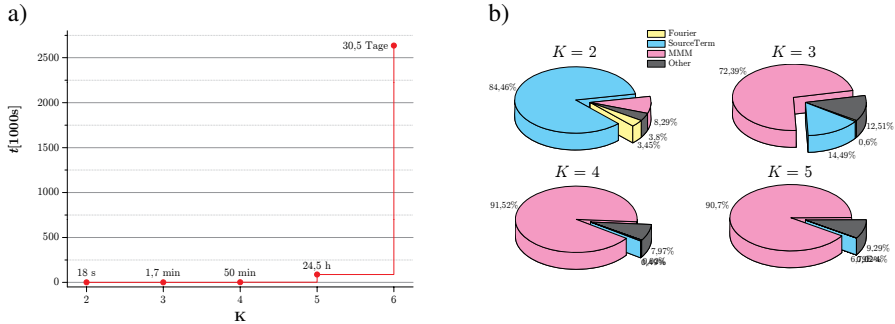 a)
30,5 Tage
2500
2000
1500
1000
500
0
t[1000s]
18 s
1,7 min
50 min
24,5 h
2
3
4
5
6
K
b)
Fourier
SourceTerm
MMM
Other
K = 2
84,46%
8,29%
3,8%
3,45%
K = 3
72,39%
12,51%
0,6%
14,49%
K = 4
91,52%
7,97%
K = 5
90,7%
9,29%